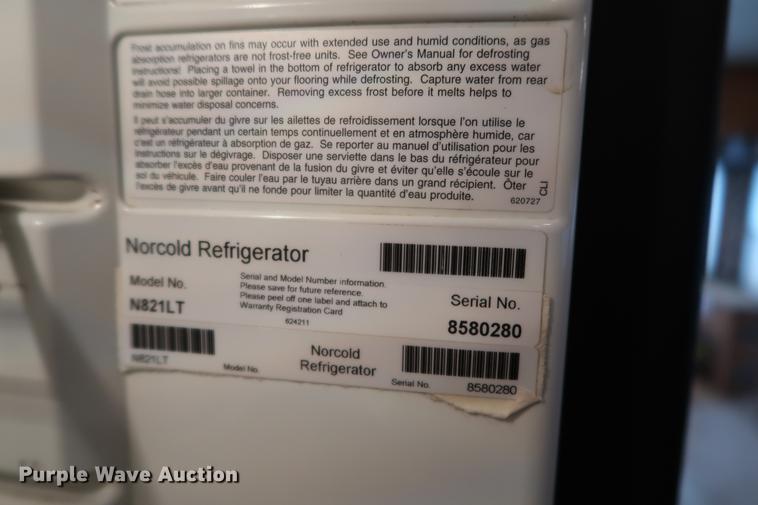 Frost accumulation on fins may occur with extended use and humid conditions, as gas
absorption refrigerators are not frost-free units. See Owner's Manual for defrosting
instructions! Placing a towel in the bottom of refrigerator to absorb any excess water
will avoid possible spillage onto your flooring while defrosting. Capture water from rear
drain hose into larger container. Removing excess frost before it melts helps to
minimize water disposal concerns.
Il peut s'accumuler du givre sur les ailettes de refroidissement lorsque l'on utilise le
réfrigérateur pendant un certain temps continuellement et en atmosphère humide, car
c'est un réfrigérateur à absorption de gaz. Se reporter au manuel d'utilisation pour les
instructions sur le dégivrage. Disposer une serviette dans le bas du réfrigérateur pour
absorber l'excès d'eau provenant de la fusion du givre et éviter qu'elle s'écoule sur le
sol du véhicule. Faire couler l'eau par le tuyau arrière dans un grand récipient. Ôter
l'excès de givre avant qu'il ne fonde pour limiter la quantité d'eau produite.
CLI
620727
Norcold Refrigerator
Model No.
N821LT
Serial and Model Number information.
Please save for future reference.
Please peel off one label and attach to
Warranty Registration Card
624211
Serial No.
8580280
N821LT
Model No.
Norcold
Refrigerator
Serial No.
8580280
Purple Wave Auction